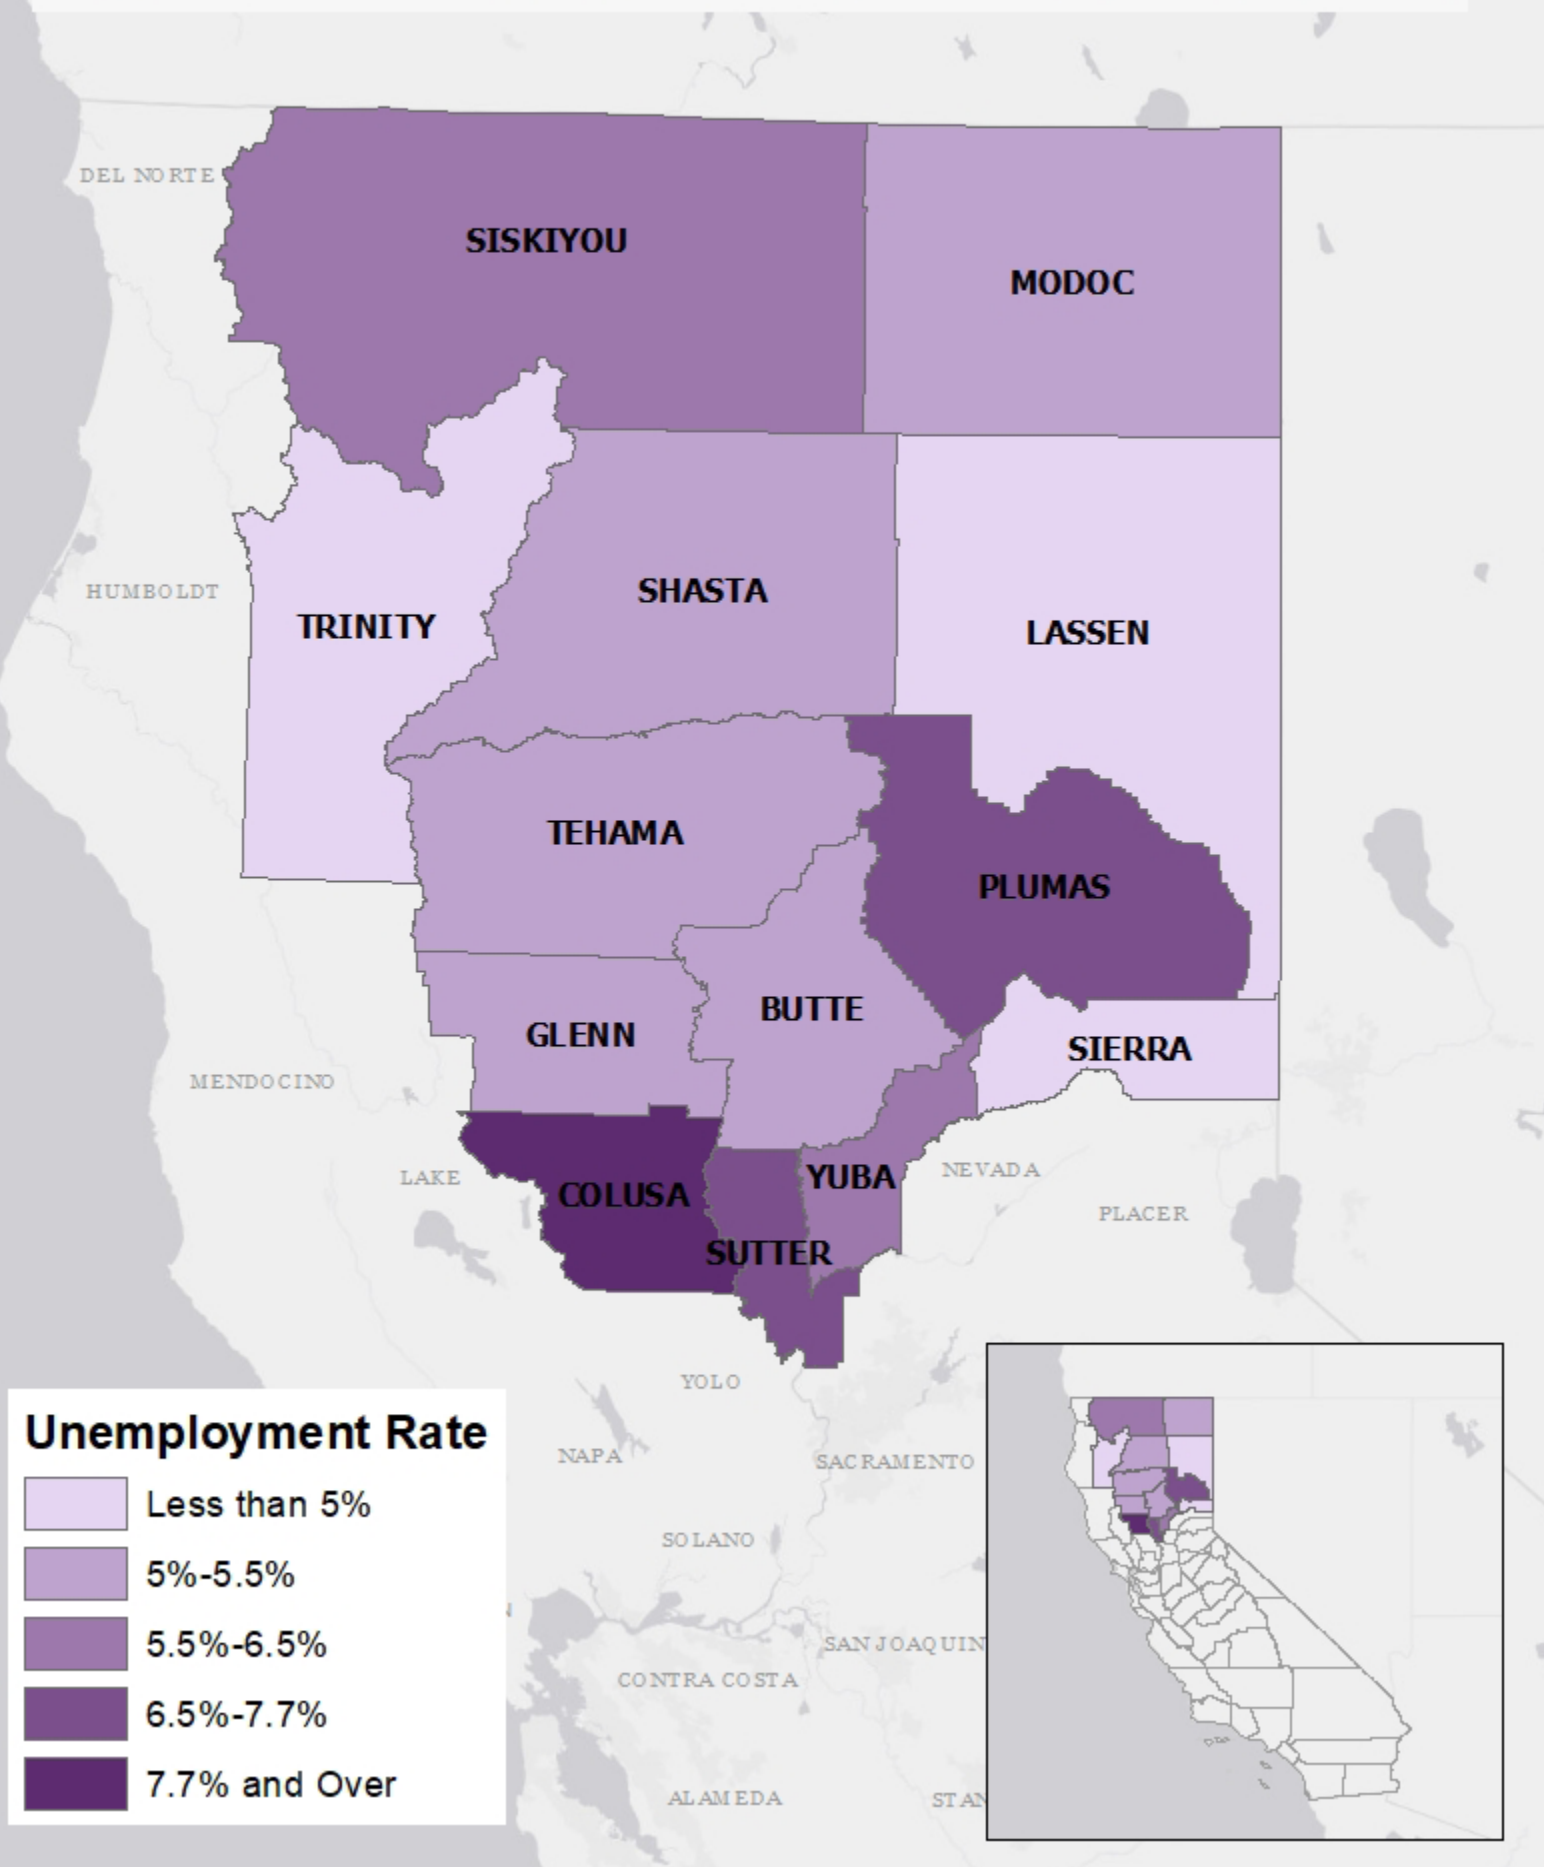 DEL NORTE
SISKIYOU
MODOC
HUMBOLDT
TRINITY
SHASTA
LASSEN
TEHAMA
PLUMAS
BUTTE
GLENN
SIERRA
MENDOCINO
LAKE
COLUSA
YUBA
NEVADA
PLACER
SUTTER
YOLO
NAPA
SACRAMENTO
SOLANO
SAN JOAQUIN
CONTRA COSTA
ALAMEDA
STAN
Unemployment Rate
Less than 5%
5%-5.5%
5.5%-6.5%
6.5%-7.7%
7.7% and Over